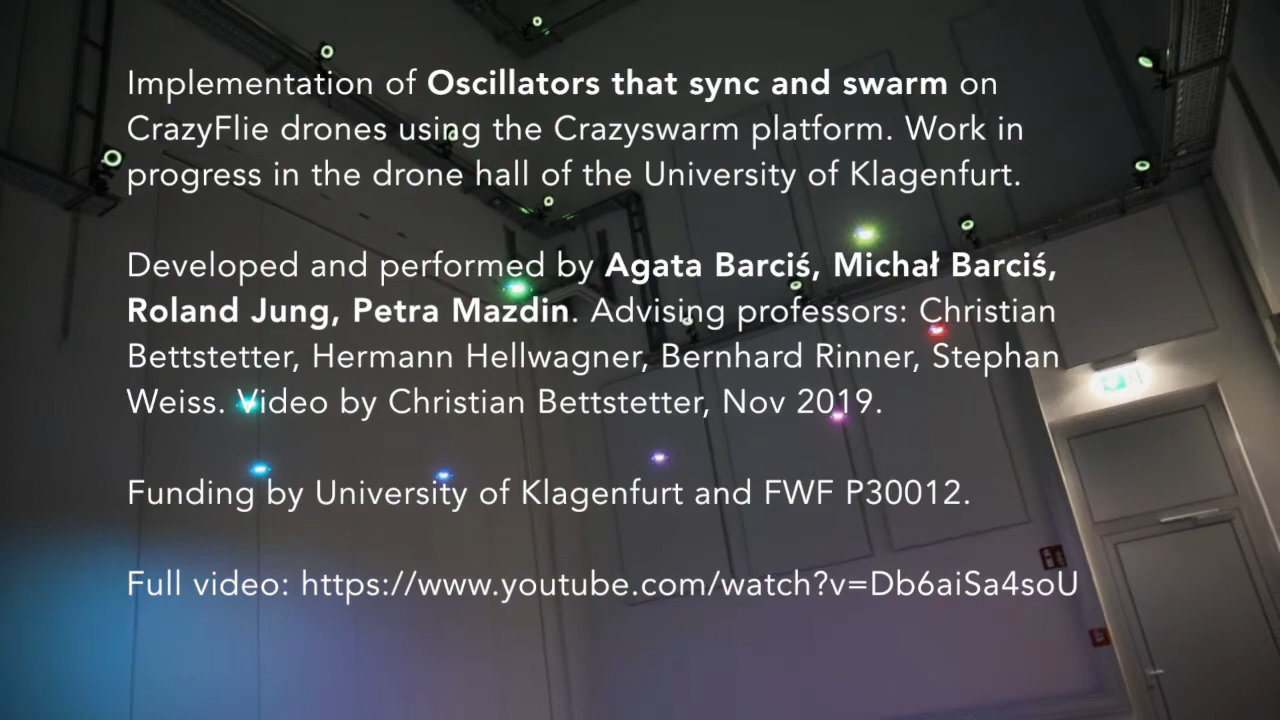 Implementation of Oscillators that sync and swarm on
CrazyFlie drones using the Crazyswarm platform. Work in
progress in the drone hall of the University of Klagenfurt.
Developed and performed by Agata Barciś, Michał Barciś,
Roland Jung, Petra Mazdin. Advising professors: Christian
Bettstetter, Hermann Hellwagner, Bernhard Rinner, Stephan
Weiss. Video by Christian Bettstetter, Nov 2019.
Funding by University of Klagenfurt and FWF P30012.
Full video: https://www.youtube.com/watch?v=Db6aiSa4soU